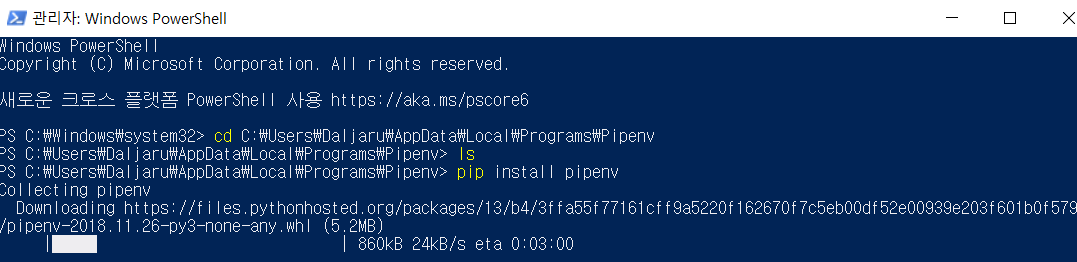 관리자: Windows PowerShell
Windows PowerShell
Copyright (C) Microsoft Corporation. All rights reserved.
새로운 크로스 플랫폼 PowerShell 사용 https://aka.ms/pscore6
PS C:₩Windows₩system32> cd C:₩Users₩Daljaru₩AppData₩Local₩Programs₩Pipenv
PS C:₩Users₩Daljaru₩AppData₩Local₩Programs₩Pipenv> ls
PS C:₩Users₩Daljaru₩AppData₩Local₩Programs₩Pipenv> pip install pipenv
Collecting pipenv
Downloading https://files.pythonhosted.org/packages/13/b4/3ffa55f77161cff9a5220f162670f7c5eb00df52e00939e203f601b0f579
/pipenv-2018.11.26-py3-none-any.whl (5.2MB)
| | 860kB 24kB/s eta 0:03:00